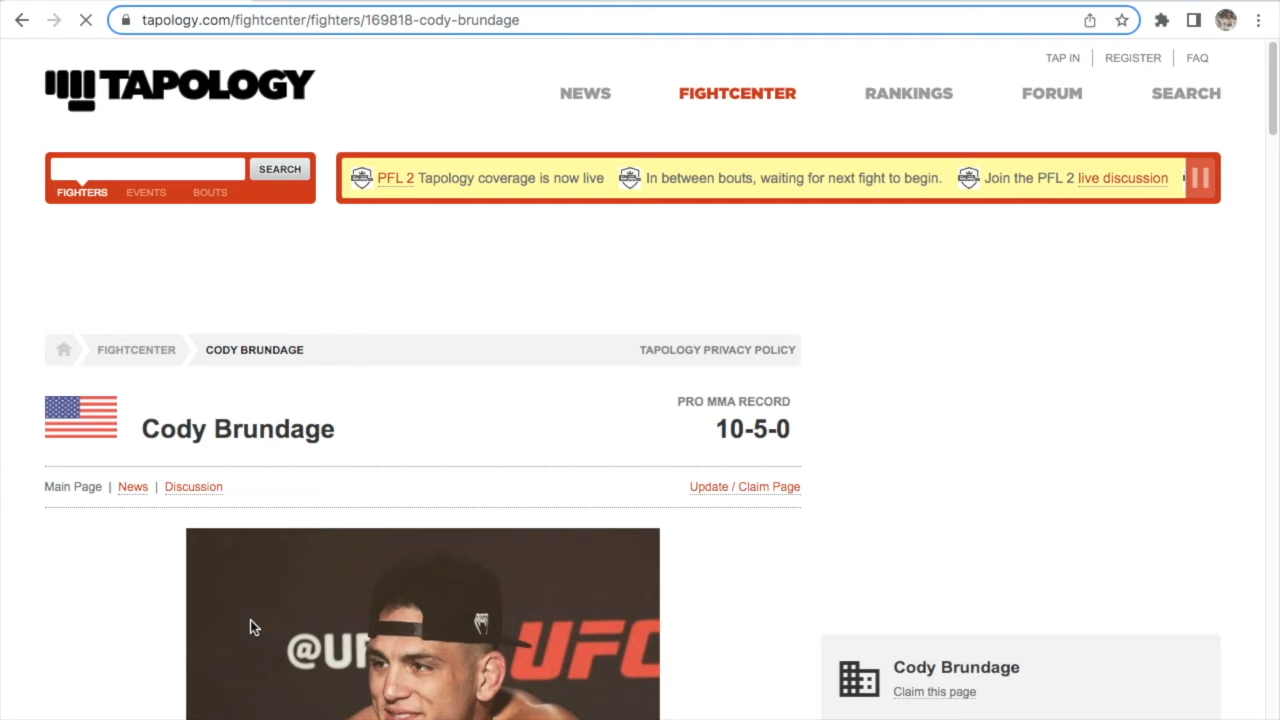 tapology.com/fightcenter/fighters/169818-cody-brundage
TAP IN REGISTER FAQ
TAPOLOGY
NEWS FIGHTCENTER RANKINGS FORUM SEARCH
SEARCH
FIGHTERS EVENTS BOUTS
PFL 2 Tapology coverage is now live In between bouts, waiting for next fight to begin. Join the PFL 2 live discussion
FIGHTCENTER CODY BRUNDAGE TAPOLOGY PRIVACY POLICY
PRO MMA RECORD
Cody Brundage 10-5-0
Main Page | News | Discussion Update / Claim Page
@UF UFC
Cody Brundage
Claim this page